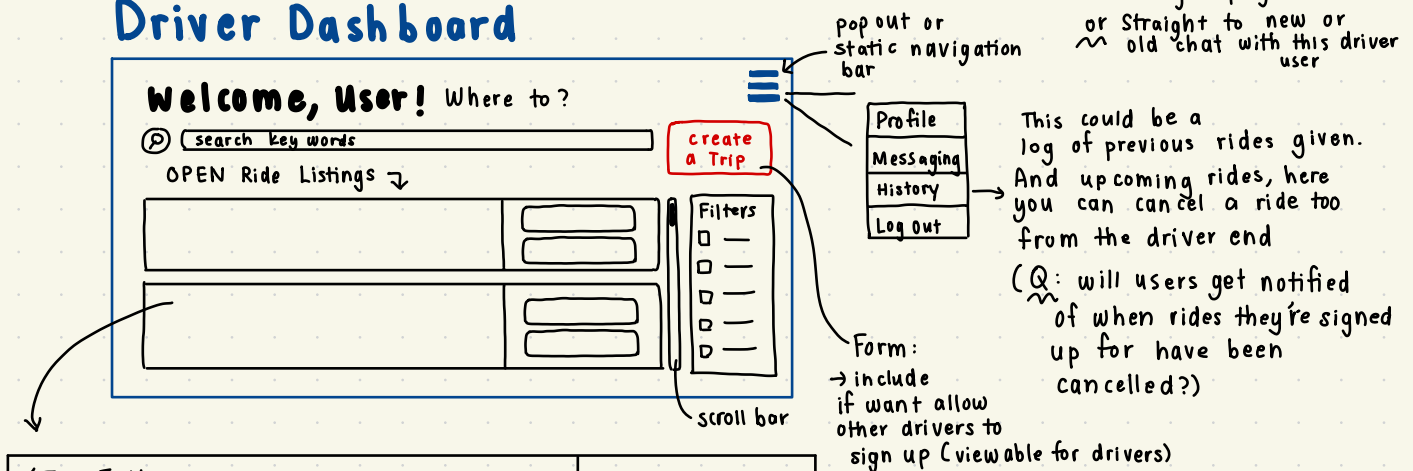 Driver Dashboard
Welcome, User! Where to?
search key words
create
a Trip
OPEN Ride Listings
Filters
scroll bar
pop out or
static navigation
bar
Profile
Messaging
History
Log Out
or Straight to new or
old chat with this driver
user
This could be a
log of previous rides given.
And upcoming rides, here
you can cancel a ride too
from the driver end
(Q: will users get notified
of when rides they're signed
up for have been
cancelled?)
Form:
→ include
if want allow
other drivers to
sign up (viewable for drivers)